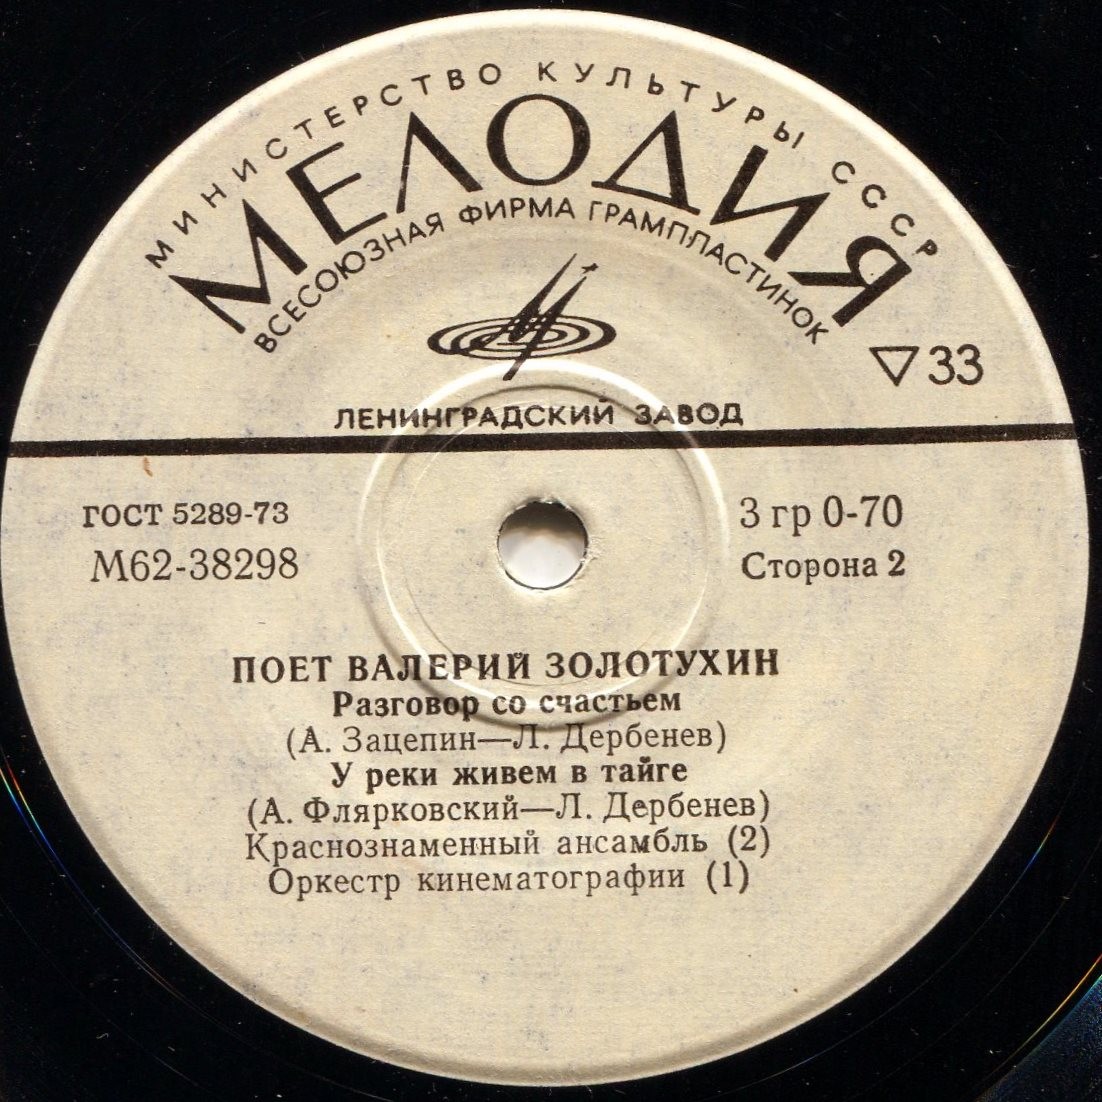 МИНИСТЕРСТВО КУЛЬТУРЫ СССР
МЕЛОДИЯ
ВСЕСОЮЗНАЯ ФИРМА ГРАМПЛАСТИНОК
▽33
ЛЕНИНГРАДСКИЙ ЗАВОД
ГОСТ 5289-73
3 гр 0-70
М62-38298
Сторона 2
ПОЕТ ВАЛЕРИЙ ЗОЛОТУХИН
Разговор со счастьем
(А. Зацепин—Л. Дербенев)
У реки живем в тайге
(А. Флярковский—Л. Дербенев)
Краснознаменный ансамбль (2)
Оркестр кинематографии (1)